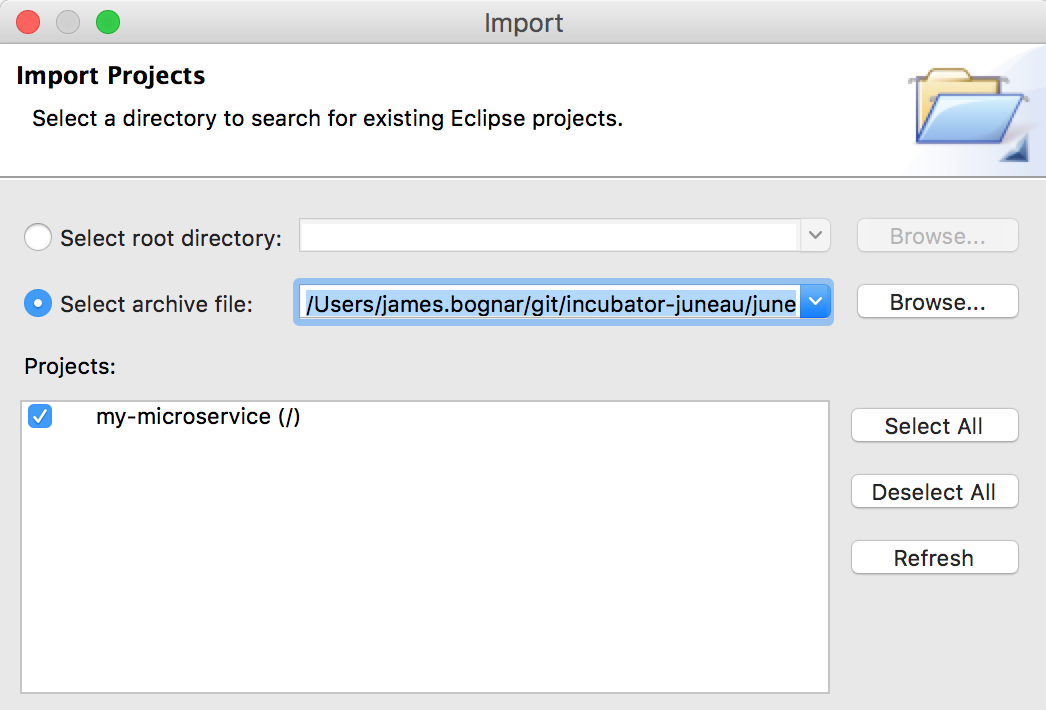 Import
Import Projects
Select a directory to search for existing Eclipse projects.
Select root directory:
Browse...
Select archive file:
/Users/james.bognar/git/incubator-juneau/june
Browse...
Projects:
my-microservice (/)
Select All
Deselect All
Refresh